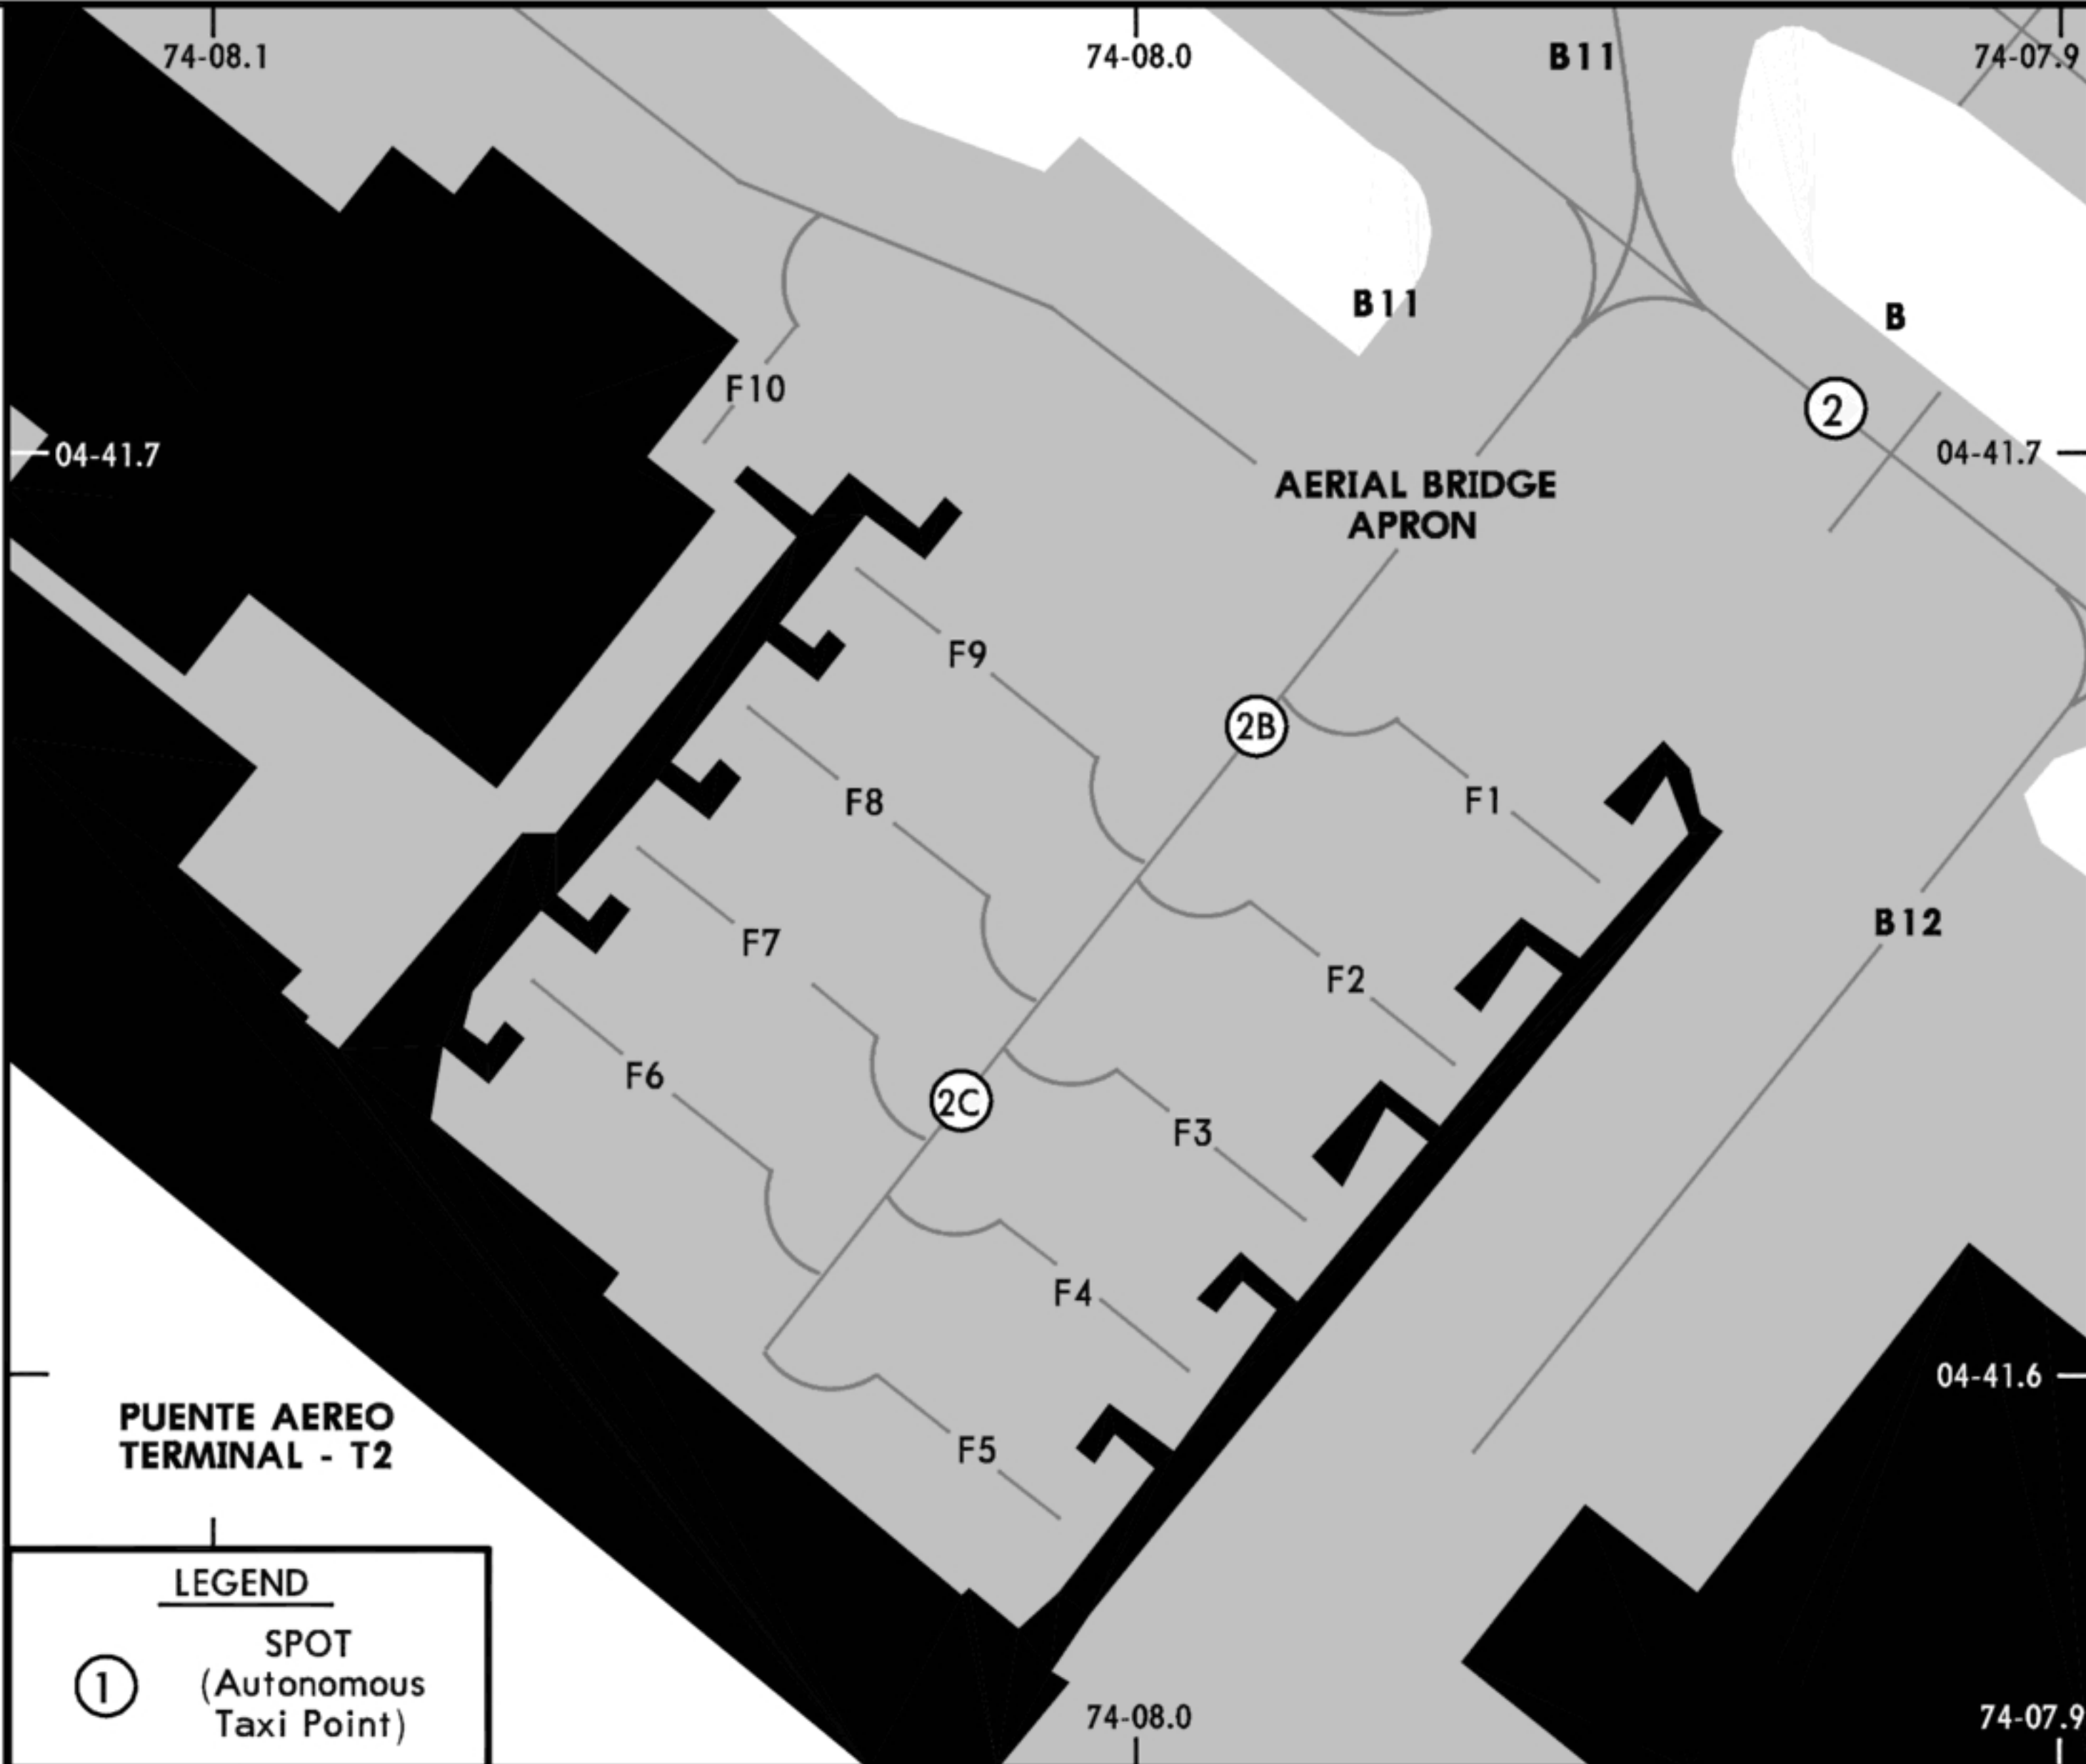 74-08.1
74-08.0
B11
74-07.9
B11
B
F10
2
04-41.7
04-41.7
AERIAL BRIDGE
APRON
F9
2B
F8
F1
B12
F7
F2
F6
2C
F3
F4
04-41.6
PUENTE AEREO
TERMINAL - T2
F5
LEGEND
SPOT
1
(Autonomous
Taxi Point)
74-08.0
74-07.9